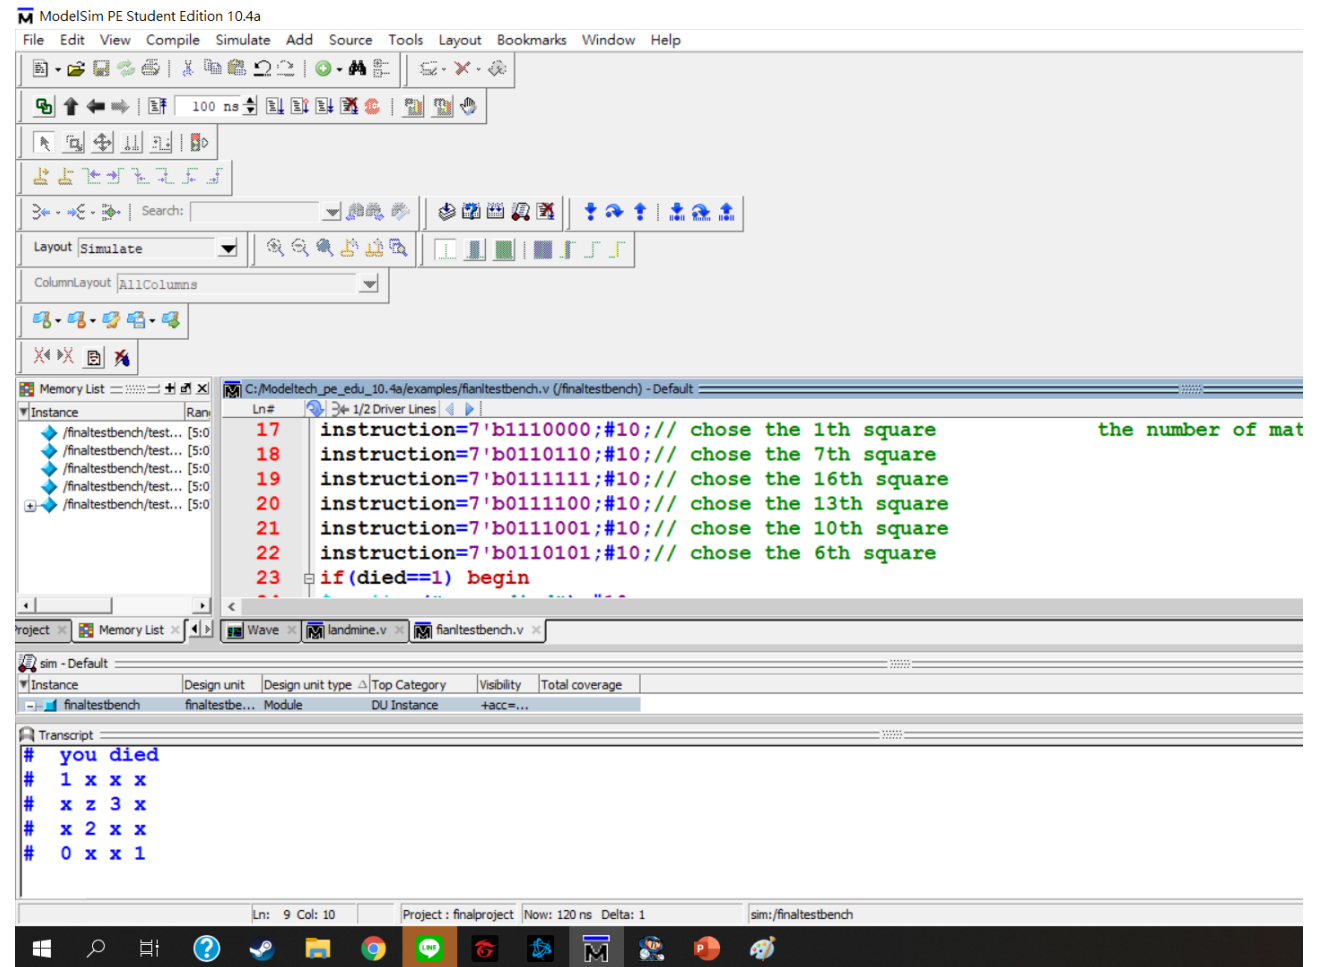 ModelSim PE Student Edition 10.4a
File Edit View Compile Simulate Add Source Tools Layout Bookmarks Window Help
100 ns
Search:
Layout Simulate
ColumnLayout AllColumns
Memory List
C:/Modeltech_pe_edu_10.4a/examples/fianltestbench.v (/finaltestbench) - Default
Instance Ran
Ln# 1/2 Driver Lines
/finaltestbench/test... [5:0
/finaltestbench/test... [5:0
/finaltestbench/test... [5:0
/finaltestbench/test... [5:0
/finaltestbench/test... [5:0
17 instruction=7'b1110000;#10;// chose the 1th square the number of mat
18 instruction=7'b0110110;#10;// chose the 7th square
19 instruction=7'b0111111;#10;// chose the 16th square
20 instruction=7'b0111100;#10;// chose the 13th square
21 instruction=7'b0111001;#10;// chose the 10th square
22 instruction=7'b0110101;#10;// chose the 6th square
23 if(died==1) begin
roject Memory List Wave landmine.v fianltestbench.v
sim - Default
Instance Design unit Design unit type Top Category Visibility Total coverage
finaltestbench finaltestbe... Module DU Instance +acc=...
Transcript
# you died
# 1 x x x
# x z 3 x
# x 2 x x
# 0 x x 1
Ln: 9 Col: 10 Project : finalproject Now: 120 ns Delta: 1 sim:/finaltestbench
LINE